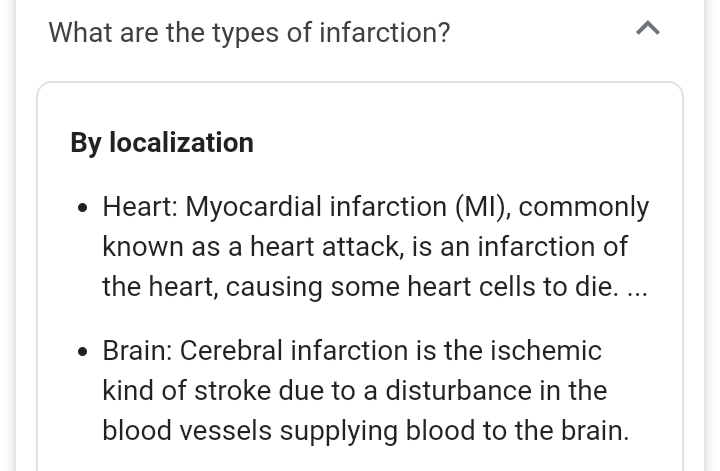 What are the types of infarction?
By localization
• Heart: Myocardial infarction (MI), commonly
known as a heart attack, is an infarction of
the heart, causing some heart cells to die. ...
• Brain: Cerebral infarction is the ischemic
kind of stroke due to a disturbance in the
blood vessels supplying blood to the brain.